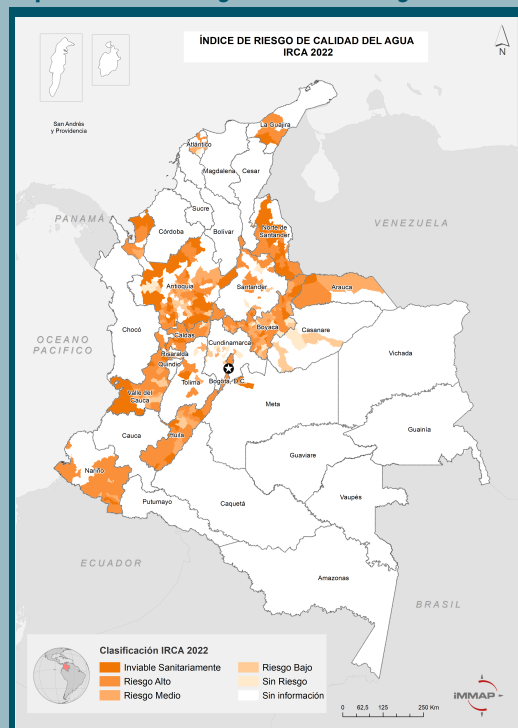 ÍNDICE DE RIESGO DE CALIDAD DEL AGUA
IRCA 2022
N
San Andrés
y Providencia
La Guajira
Atlántico
Magdalena
Cesar
PANAMÁ
Sucre
Córdoba
Bolívar
Norte de
Santander
VENEZUELA
Antioquia
Santander
Arauca
Chocó
Caldas
Boyaca
Casanare
OCEANO
PACIFICO
Cundinamarca
Risaralda
Quindio
Vichada
Tolima
Bogotá, D.C.
Valle del
Cauca
Meta
Cauca
Huila
Guainía
Nariño
Guaviare
Putumayo
Caquetá
Vaupés
ECUADOR
Amazonas
BRASIL
Clasificación IRCA 2022
Inviable Sanitariamente
Riesgo Alto
Riesgo Medio
Riesgo Bajo
Sin Riesgo
Sin información
0 62,5 125 250 Km
iMMAP